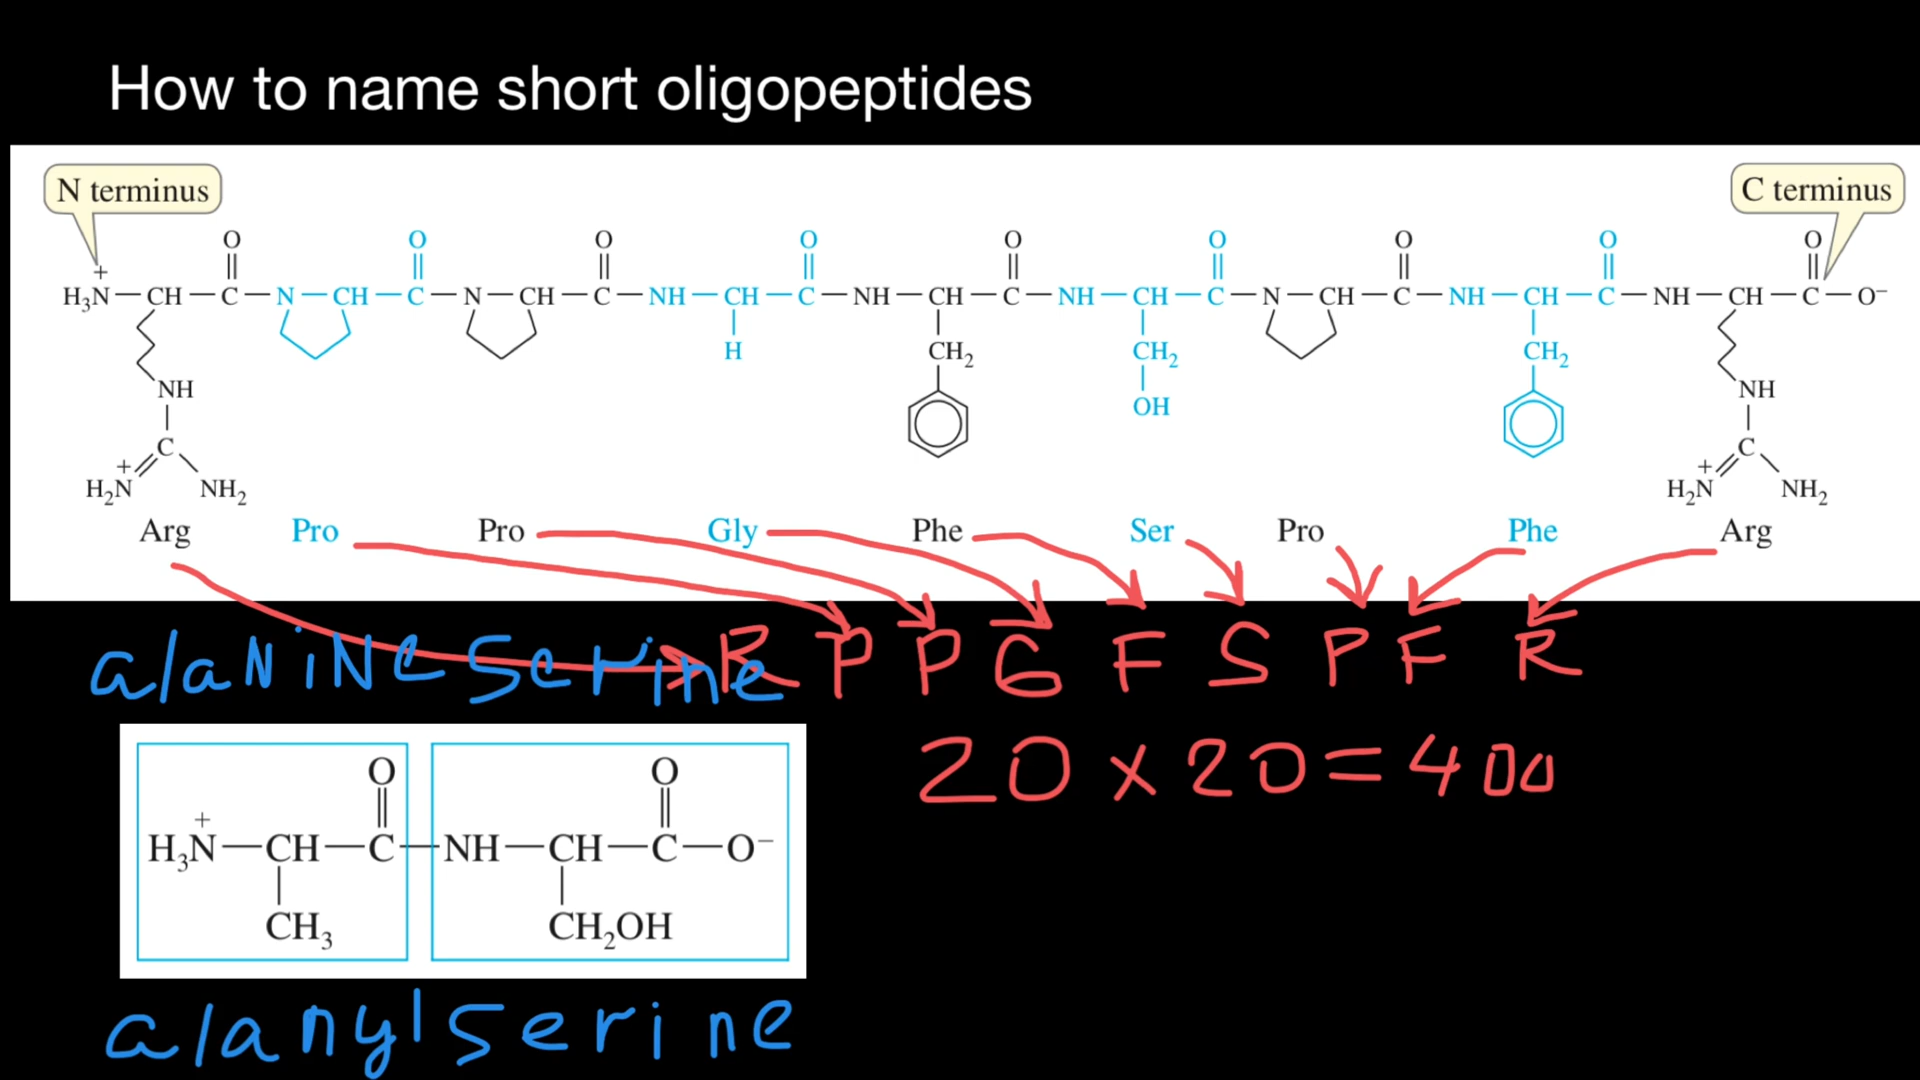 How to name short oligopeptides
N terminus C terminus
O O O O O O O O O
+
H₃N—CH—C—N—CH—C—N—CH—C—NH—CH—C—NH—CH—C—NH—CH—C—N—CH—C—NH—CH—C—NH—CH—C—O⁻
H CH₂ CH₂ CH₂
NH OH NH
C C
+ +
H₂N NH₂ H₂N NH₂
Arg Pro Pro Gly Phe Ser Pro Phe Arg
alaNiNe serine R P P G F S P F R
20 x 20 = 400
O O
+
H₃N—CH—C—NH—CH—C—O⁻
CH₃ CH₂OH
alanylserine